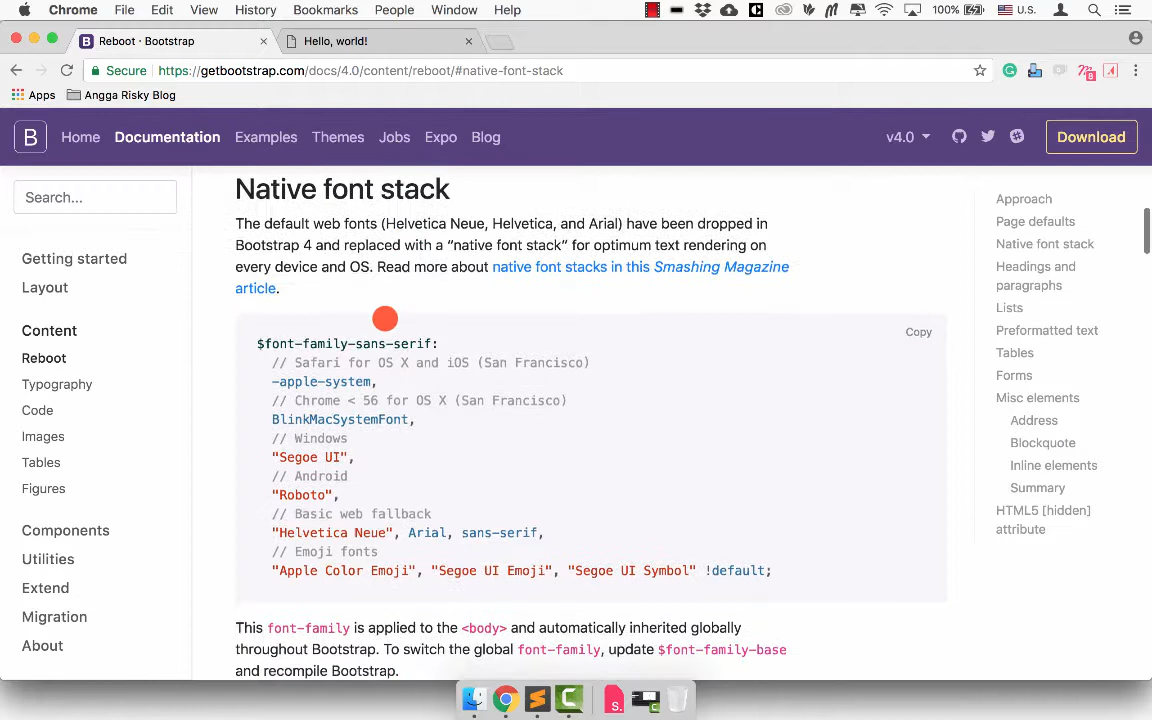 Chrome File Edit View History Bookmarks People Window Help 100% U.S.
Reboot · Bootstrap Hello, world!
Secure https://getbootstrap.com/docs/4.0/content/reboot/#native-font-stack
Apps Angga Risky Blog
B Home Documentation Examples Themes Jobs Expo Blog v4.0 Download
Search...
Getting started
Layout
Content
Reboot
Typography
Code
Images
Tables
Figures
Components
Utilities
Extend
Migration
About
Native font stack
The default web fonts (Helvetica Neue, Helvetica, and Arial) have been dropped in
Bootstrap 4 and replaced with a “native font stack” for optimum text rendering on
every device and OS. Read more about native font stacks in this Smashing Magazine
article.
Copy
$font-family-sans-serif:
// Safari for OS X and iOS (San Francisco)
-apple-system,
// Chrome < 56 for OS X (San Francisco)
BlinkMacSystemFont,
// Windows
"Segoe UI",
// Android
"Roboto",
// Basic web fallback
"Helvetica Neue", Arial, sans-serif,
// Emoji fonts
"Apple Color Emoji", "Segoe UI Emoji", "Segoe UI Symbol" !default;
This font-family is applied to the <body> and automatically inherited globally
throughout Bootstrap. To switch the global font-family, update $font-family-base
and recompile Bootstrap.
Approach
Page defaults
Native font stack
Headings and
paragraphs
Lists
Preformatted text
Tables
Forms
Misc elements
Address
Blockquote
Inline elements
Summary
HTML5 [hidden]
attribute